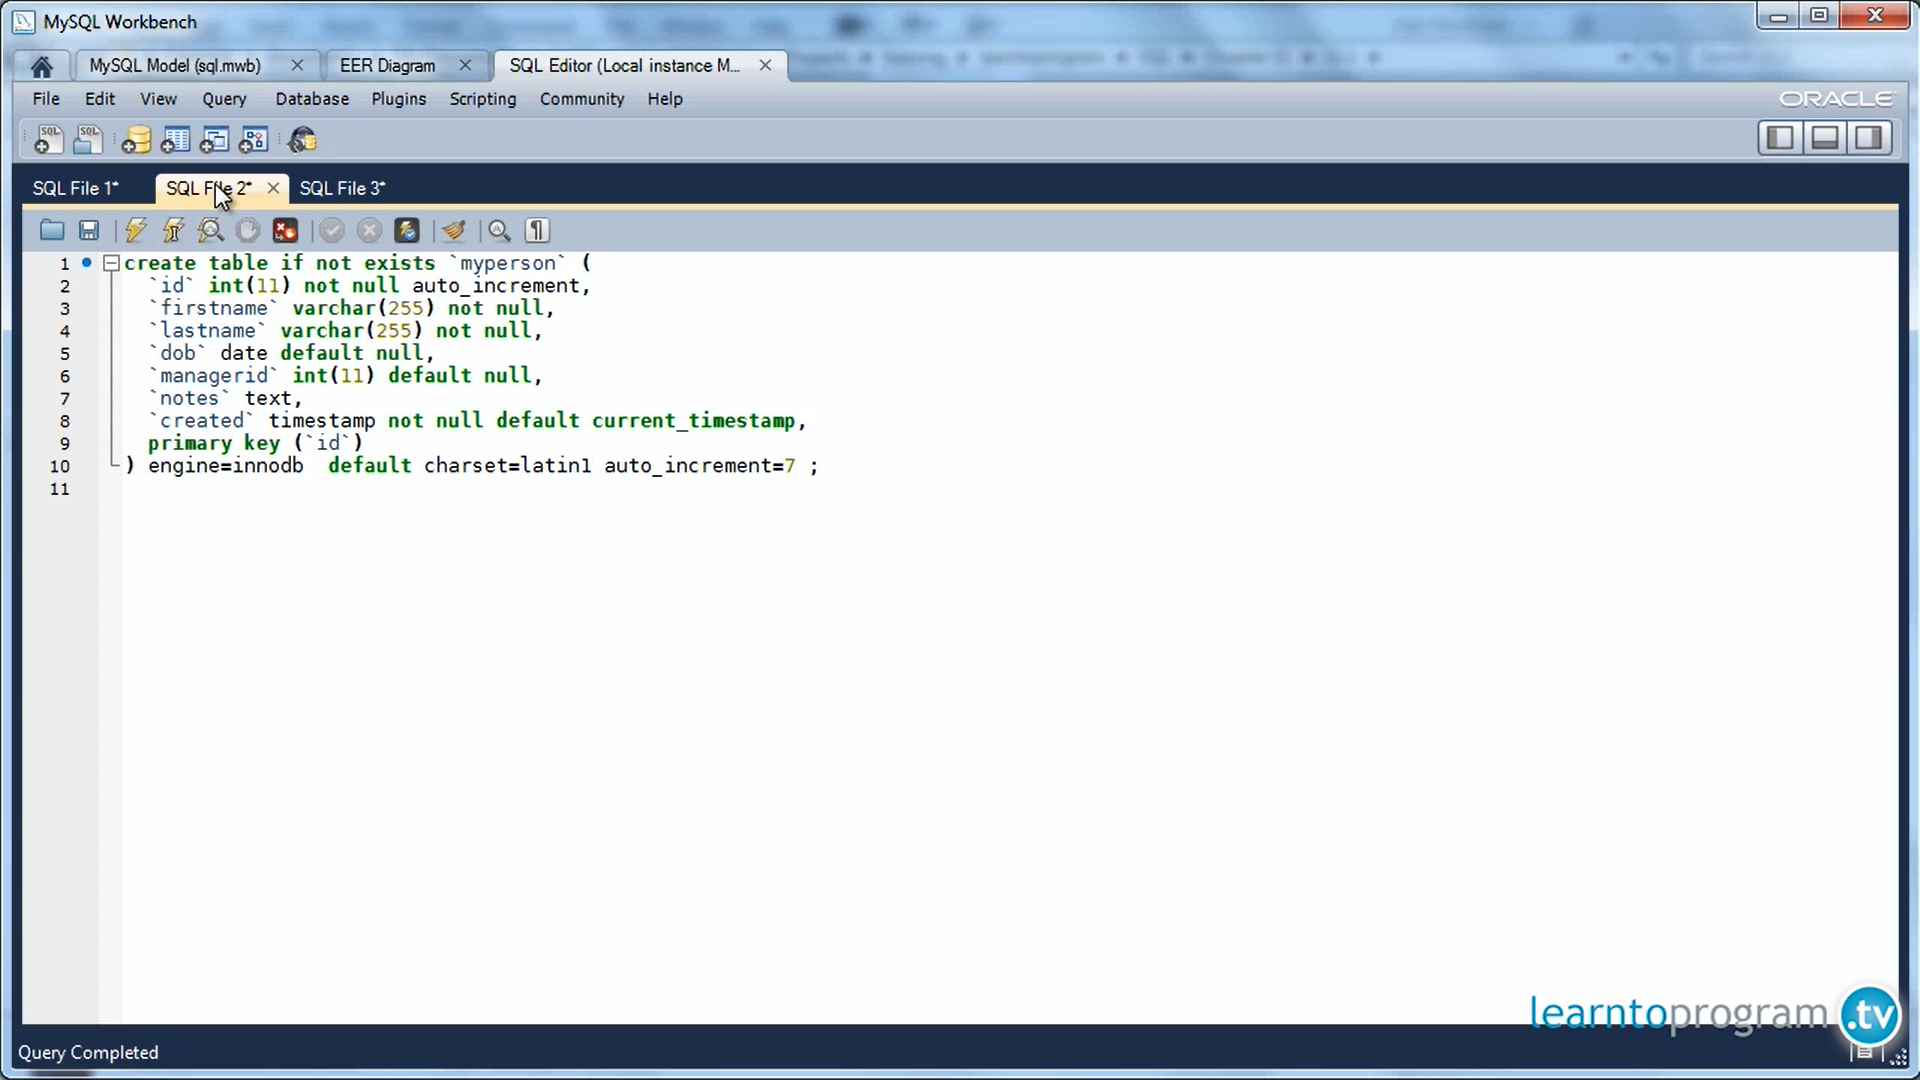 MySQL Workbench
MySQL Model (sql.mwb)
EER Diagram
SQL Editor (Local instance M...
File Edit View Query Database Plugins Scripting Community Help
ORACLE
SQL SQL
SQL File 1*
SQL File 2*
SQL File 3*
1 create table if not exists `myperson` (
2 `id` int(11) not null auto_increment,
3 `firstname` varchar(255) not null,
4 `lastname` varchar(255) not null,
5 `dob` date default null,
6 `managerid` int(11) default null,
7 `notes` text,
8 `created` timestamp not null default current_timestamp,
9 primary key (`id`)
10 ) engine=innodb  default charset=latin1 auto_increment=7 ;
11
learntoprogram .tv
Query Completed